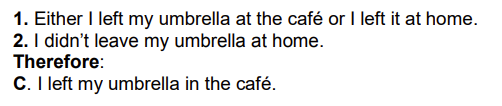 1. Either I left my umbrella at the café or I left it at home.
2. I didn’t leave my umbrella at home.
Therefore:
C. I left my umbrella in the café.